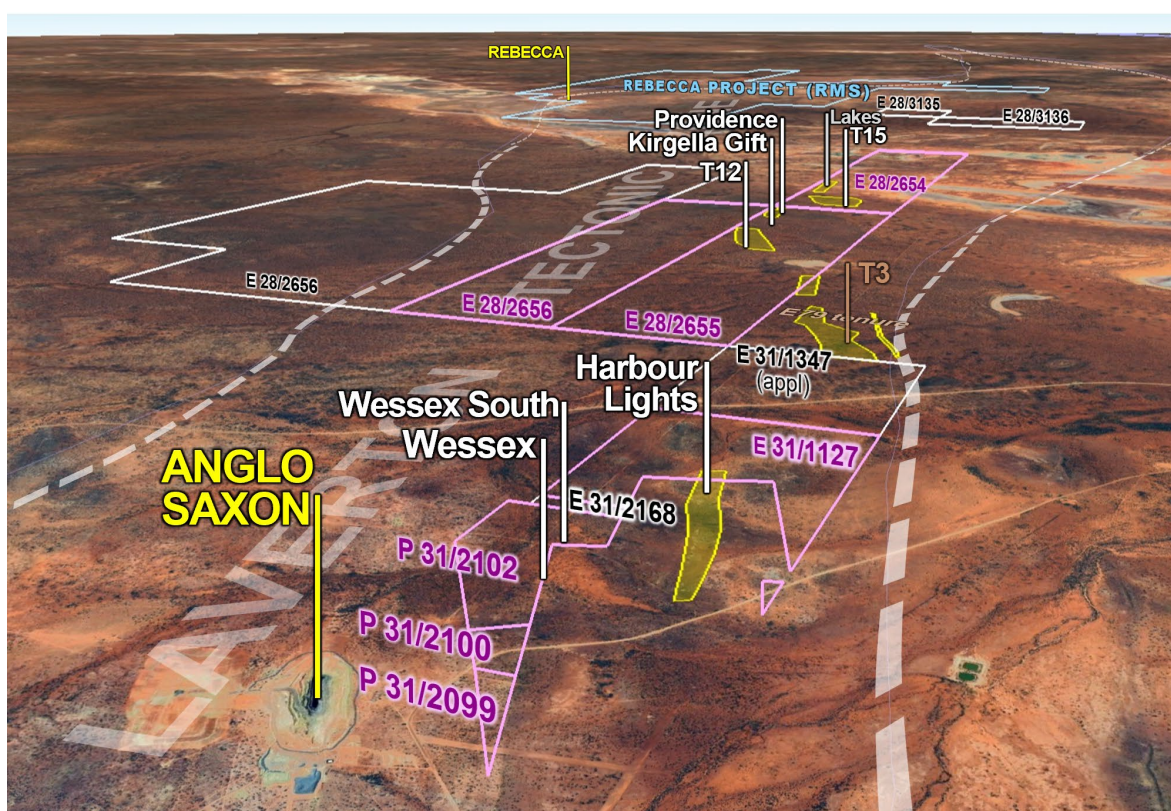 REBECCA
REBECCA PROJECT (RMS)
E 28/3135
E 28/3136
Providence
Lakes
Kirgella Gift
T15
T12
E 28/2654
E 28/2656
E 28/2656
E 28/2655
T3
E 79 tenure
E 31/1347
(appl)
Harbour
Lights
Wessex South
Wessex
E 31/1127
ANGLO
SAXON
E 31/2168
P 31/2102
P 31/2100
P 31/2099
LAVERTON TECTONIC